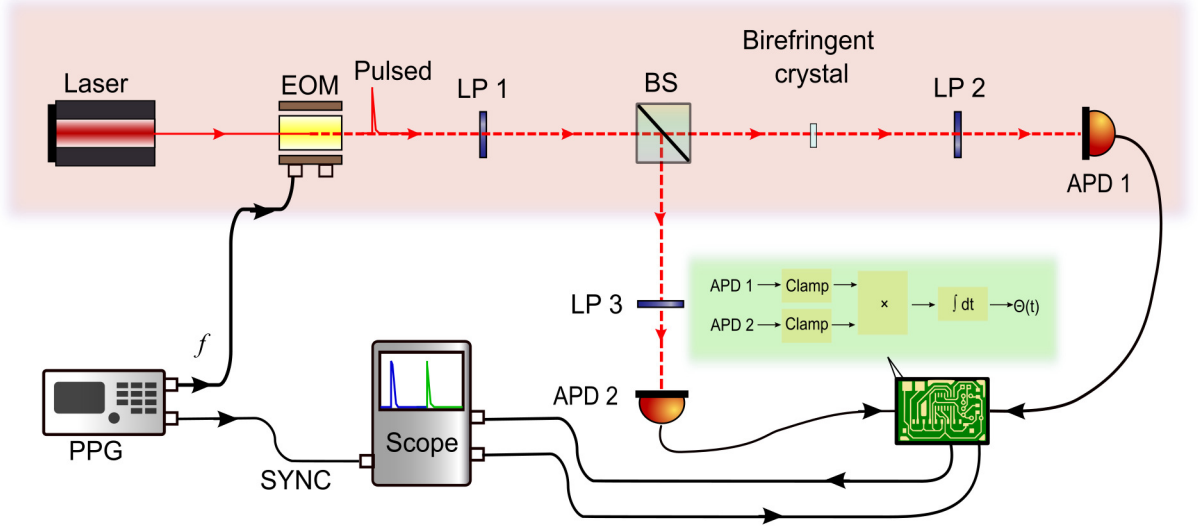 Laser
EOM
Pulsed
LP 1
BS
Birefringent
crystal
LP 2
APD 1
LP 3
APD 1
Clamp
×
∫ dt
Θ(t)
APD 2
Clamp
f
APD 2
PPG
Scope
SYNC